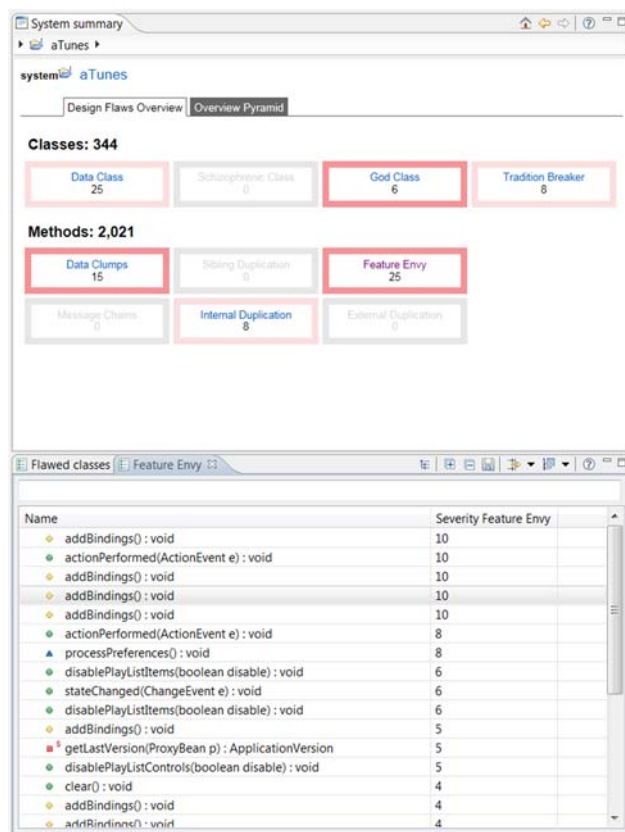 System summary
aTunes
system aTunes
Design Flaws Overview Overview Pyramid
Classes: 344
Data Class Schizophrenic Class God Class Tradition Breaker
25 0 6 8
Methods: 2,021
Data Clumps Sibling Duplication Feature Envy
15 0 25
Message Chains Internal Duplication External Duplication
0 8 0
Flawed classes Feature Envy
Name Severity Feature Envy
addBindings() : void 10
actionPerformed(ActionEvent e) : void 10
addBindings() : void 10
addBindings() : void 10
addBindings() : void 10
actionPerformed(ActionEvent e) : void 8
processPreferences() : void 8
disablePlayListItems(boolean disable) : void 6
stateChanged(ChangeEvent e) : void 6
disablePlayListItems(boolean disable) : void 6
addBindings() : void 5
S getLastVersion(ProxyBean p) : ApplicationVersion 5
disablePlayListControls(boolean disable) : void 5
clear() : void 4
addBindings() : void 4
addBindings() : void 4